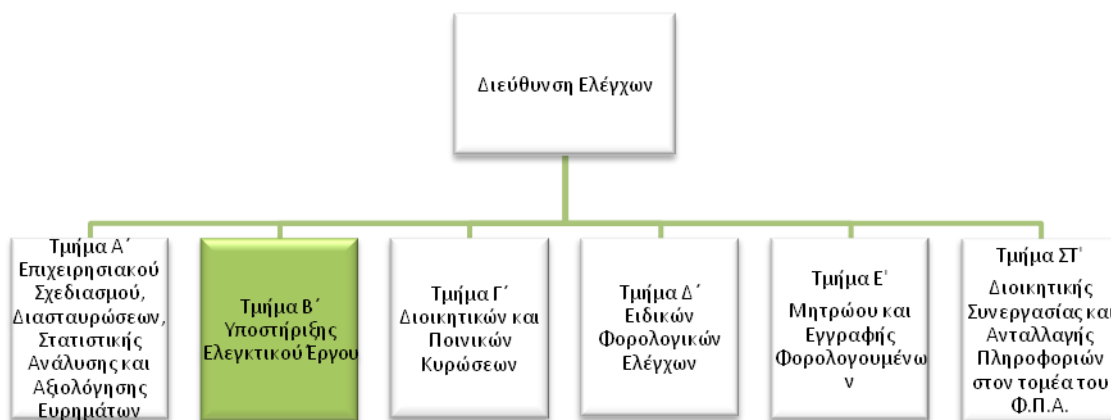 Διεύθυνση Ελέγχων
Τμήμα Α΄
Επιχειρησιακού
Σχεδιασμού,
Διασταυρώσεων,
Στατιστικής
Ανάλυσης και
Αξιολόγησης
Ευρημάτων
Τμήμα Β΄
Υποστήριξης
Ελεγκτικού Έργου
Τμήμα Γ΄
Διοικητικών και
Ποινικών
Κυρώσεων
Τμήμα Δ΄
Ειδικών
Φορολογικών
Ελέγχων
Τμήμα Ε'
Μητρώου και
Εγγραφής
Φορολογουμένω
ν
Τμήμα ΣΤ'
Διοικητικής
Συνεργασίας και
Ανταλλαγής
Πληροφοριών
στον τομέα του
Φ.Π.Α.